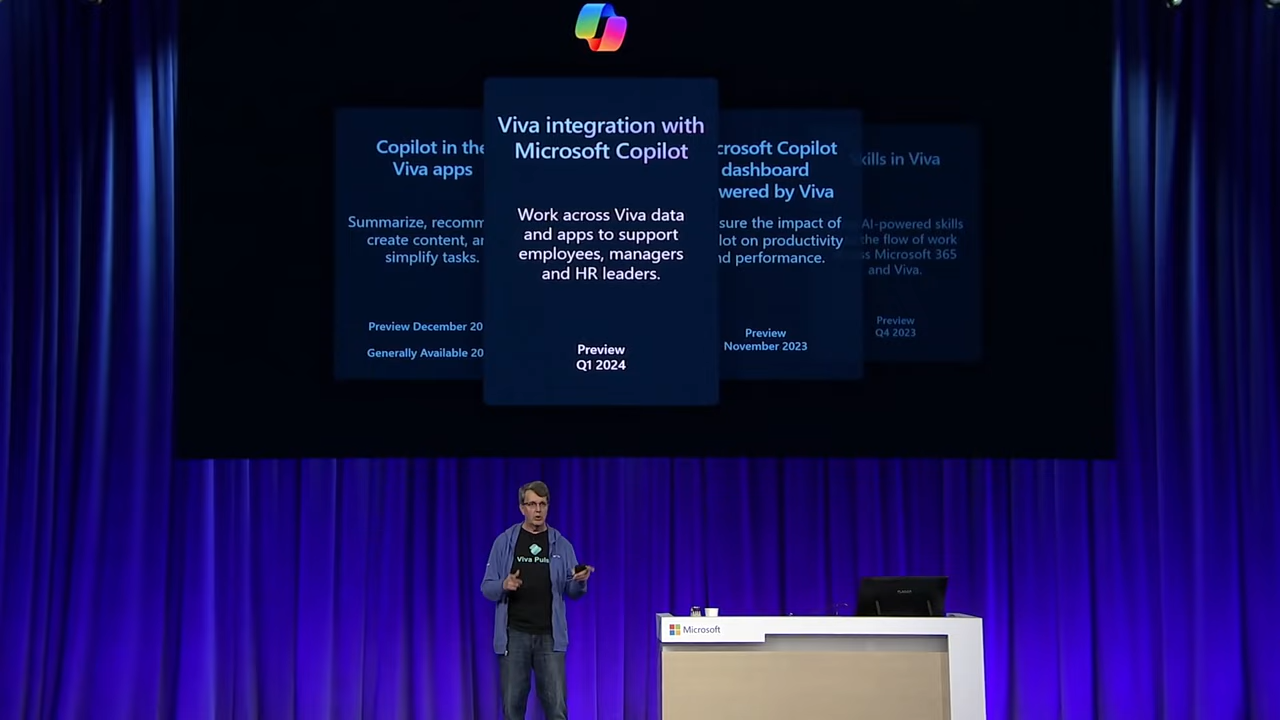 Copilot in the
Viva apps
Summarize, recomm
create content, an
simplify tasks.
Preview December 20
Generally Available 20
Viva integration with
Microsoft Copilot
Work across Viva data
and apps to support
employees, managers
and HR leaders.
Preview
Q1 2024
crosoft Copilot
dashboard
wered by Viva
sure the impact of
lot on productivity
nd performance.
Preview
November 2023
kills in Viva
AI-powered skills
the flow of work
ss Microsoft 365
and Viva.
Preview
Q4 2023
Viva Puls
Microsoft